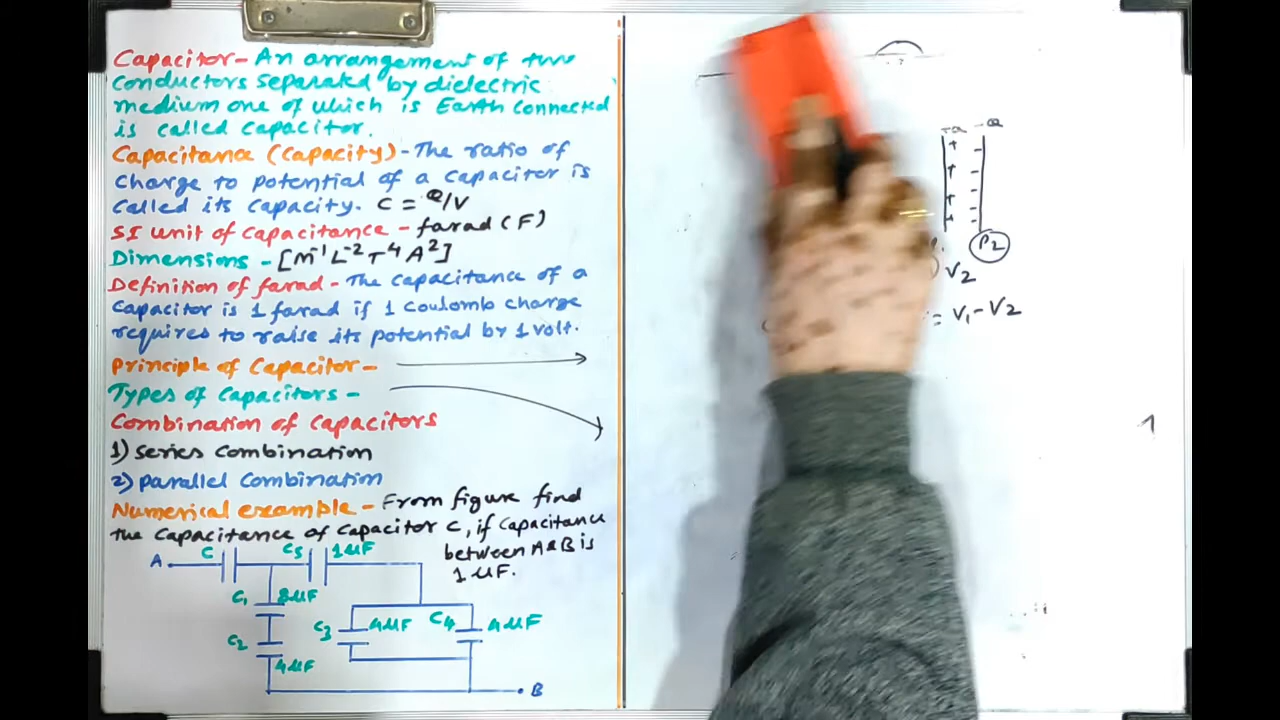 Capacitor - An arrangement of two
conductors separated by dielectric
medium one of which is Earth connected
is called capacitor.
Capacitance (capacity) - The ratio of
charge to potential of a capacitor is
called its capacity. C = Q/V
SI unit of capacitance - farad (F)
Dimensions - [M⁻¹ L⁻² T⁴ A²]
Definition of farad - The capacitance of a
capacitor is 1 farad if 1 coulomb charge
requires to raise its potential by 1 volt.
Principle of capacitor -
Types of capacitors -
Combination of capacitors
1) series combination
2) parallel combination
Numerical example - From figure find
the capacitance of capacitor C, if capacitance
between A & B is
1 µF.
A C C5 1µF
C1 8µF
C2 4µF
C3 4µF C4 4µF
B
+Q -Q
+ -
+ -
+ -
+ -
P2
V2
= V1 - V2